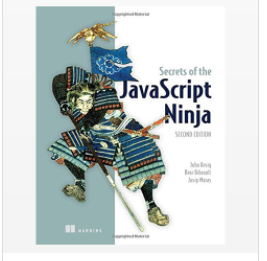 Secrets of the
JavaScript
Ninja
SECOND EDITION
John Resig
Bear Bibeault
Josip Maras
MANNING